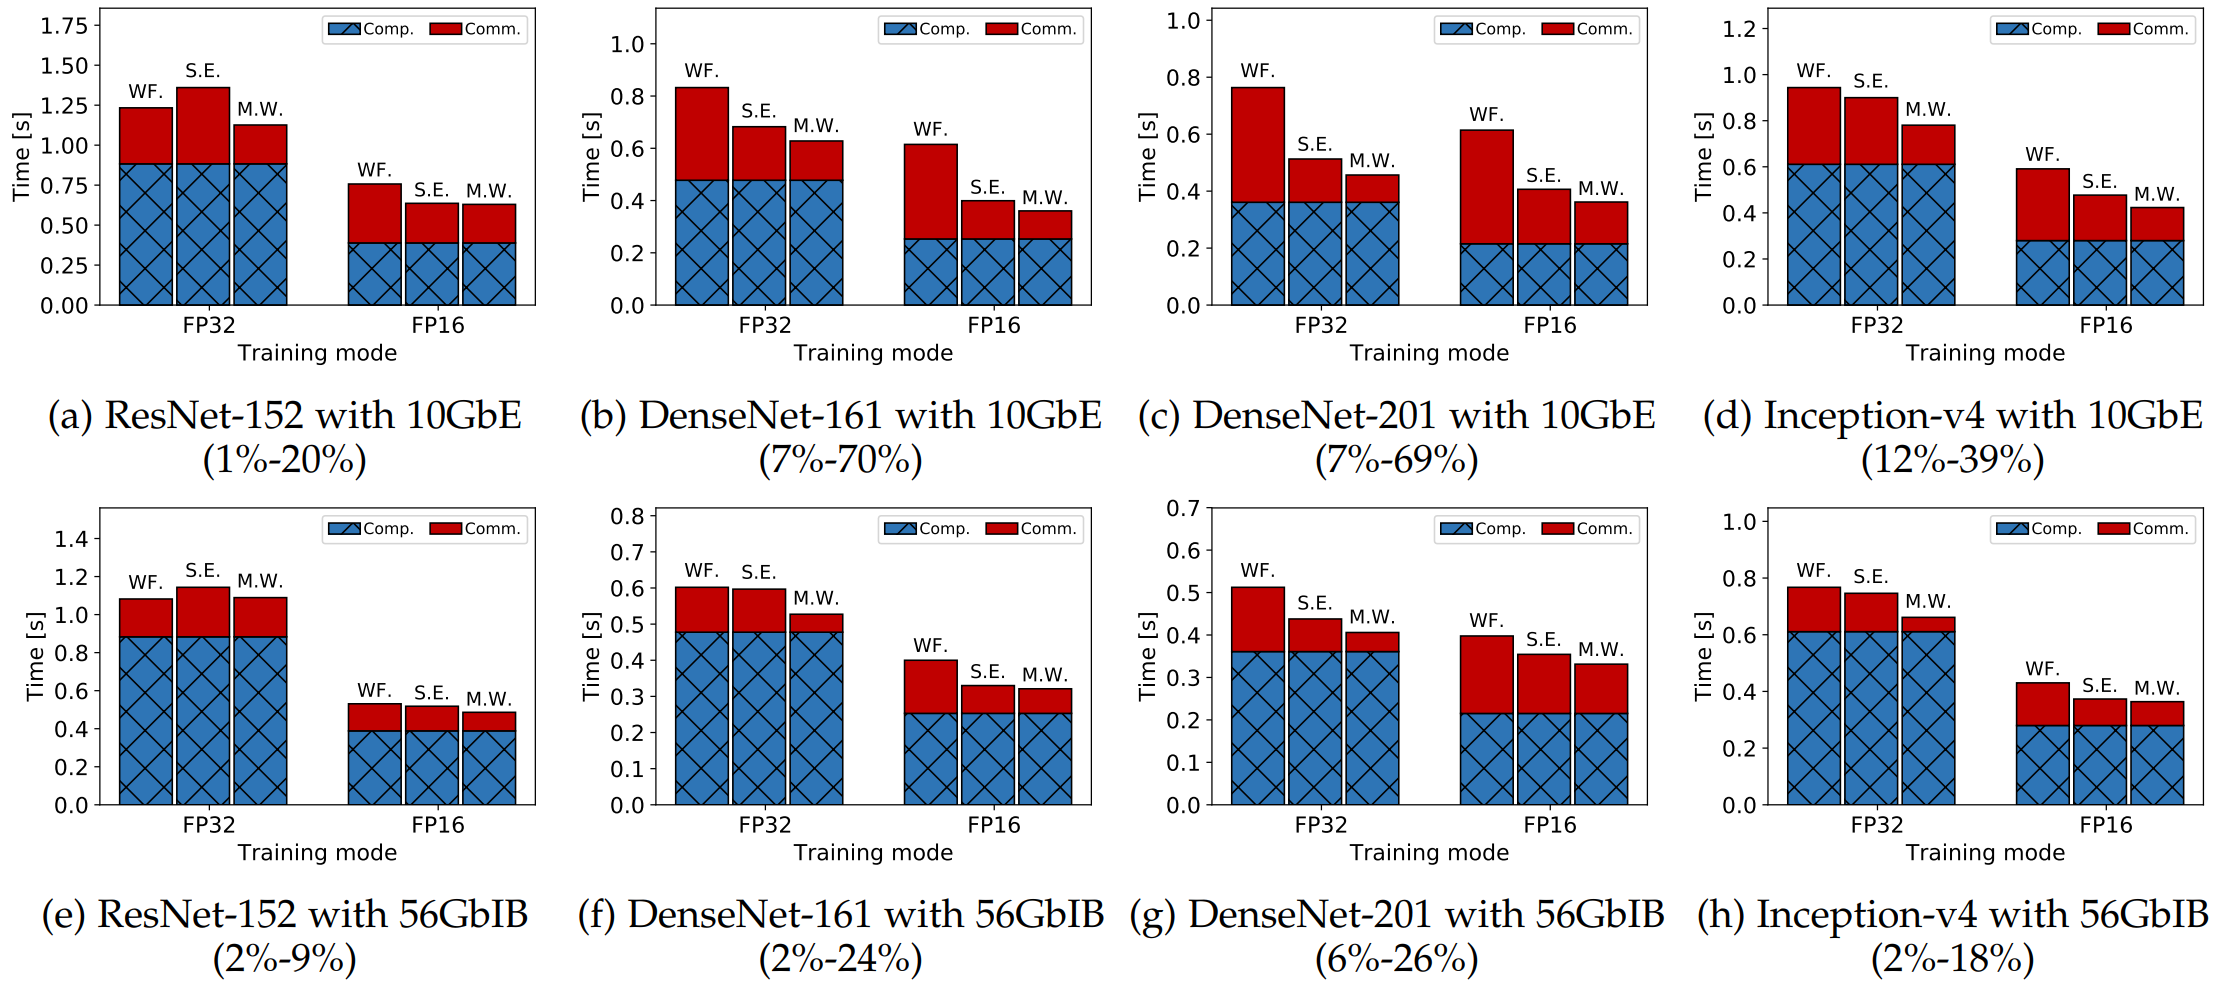 Comp. Comm.
WF. S.E. M.W. WF. S.E. M.W.
Time [s]
1.75
1.50
1.25
1.00
0.75
0.50
0.25
0.00
FP32 FP16
Training mode
(a) ResNet-152 with 10GbE
(1%-20%)
Comp. Comm.
WF. S.E. M.W. WF. S.E. M.W.
Time [s]
1.0
0.8
0.6
0.4
0.2
0.0
FP32 FP16
Training mode
(b) DenseNet-161 with 10GbE
(7%-70%)
Comp. Comm.
WF. S.E. M.W. WF. S.E. M.W.
Time [s]
1.0
0.8
0.6
0.4
0.2
0.0
FP32 FP16
Training mode
(c) DenseNet-201 with 10GbE
(7%-69%)
Comp. Comm.
WF. S.E. M.W. WF. S.E. M.W.
Time [s]
1.2
1.0
0.8
0.6
0.4
0.2
0.0
FP32 FP16
Training mode
(d) Inception-v4 with 10GbE
(12%-39%)
Comp. Comm.
WF. S.E. M.W. WF. S.E. M.W.
Time [s]
1.4
1.2
1.0
0.8
0.6
0.4
0.2
0.0
FP32 FP16
Training mode
(e) ResNet-152 with 56GbIB
(2%-9%)
Comp. Comm.
WF. S.E. M.W. WF. S.E. M.W.
Time [s]
0.8
0.7
0.6
0.5
0.4
0.3
0.2
0.1
0.0
FP32 FP16
Training mode
(f) DenseNet-161 with 56GbIB
(2%-24%)
Comp. Comm.
WF. S.E. M.W. WF. S.E. M.W.
Time [s]
0.7
0.6
0.5
0.4
0.3
0.2
0.1
0.0
FP32 FP16
Training mode
(g) DenseNet-201 with 56GbIB
(6%-26%)
Comp. Comm.
WF. S.E. M.W. WF. S.E. M.W.
Time [s]
1.0
0.8
0.6
0.4
0.2
0.0
FP32 FP16
Training mode
(h) Inception-v4 with 56GbIB
(2%-18%)